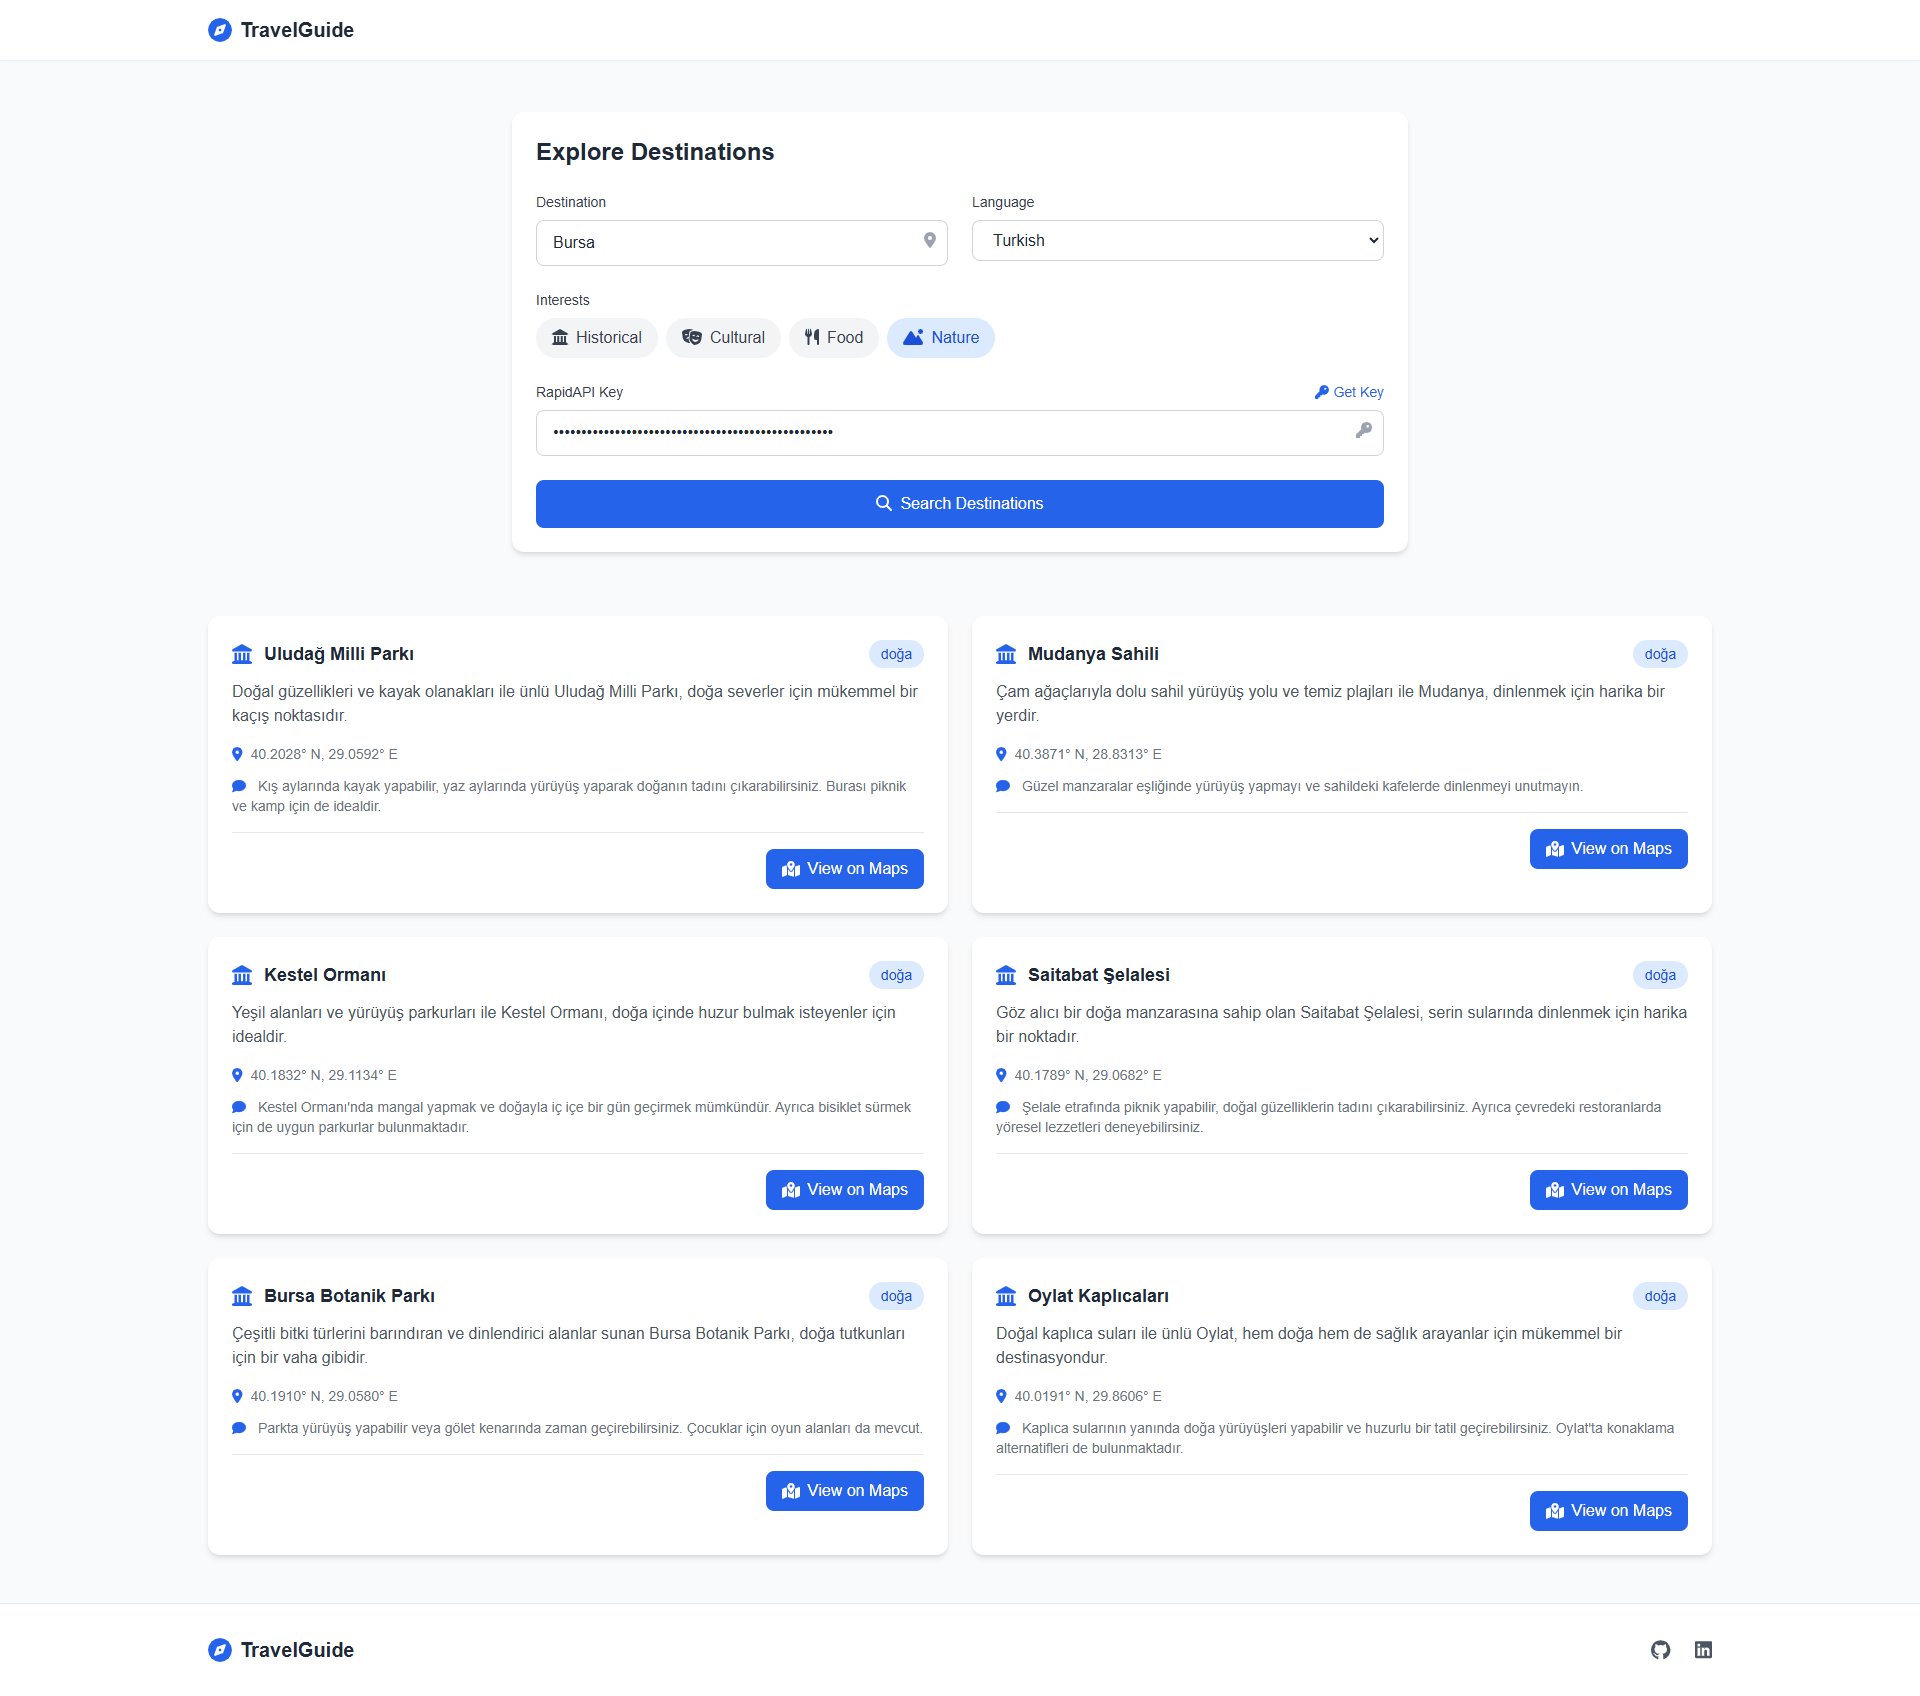 TravelGuide
Explore Destinations
Destination
Language
Bursa
Turkish
Interests
Historical
Cultural
Food
Nature
RapidAPI Key
Get Key
Search Destinations
Uludağ Milli Parkı
doğa
Doğal güzellikleri ve kayak olanakları ile ünlü Uludağ Milli Parkı, doğa severler için mükemmel bir
kaçış noktasıdır.
40.2028° N, 29.0592° E
Kış aylarında kayak yapabilir, yaz aylarında yürüyüş yaparak doğanın tadını çıkarabilirsiniz. Burası piknik
ve kamp için de idealdir.
View on Maps
Mudanya Sahili
doğa
Çam ağaçlarıyla dolu sahil yürüyüş yolu ve temiz plajları ile Mudanya, dinlenmek için harika bir
yerdir.
40.3871° N, 28.8313° E
Güzel manzaralar eşliğinde yürüyüş yapmayı ve sahildeki kafelerde dinlenmeyi unutmayın.
View on Maps
Kestel Ormanı
doğa
Yeşil alanları ve yürüyüş parkurları ile Kestel Ormanı, doğa içinde huzur bulmak isteyenler için
idealdir.
40.1832° N, 29.1134° E
Kestel Ormanı'nda mangal yapmak ve doğayla iç içe bir gün geçirmek mümkündür. Ayrıca bisiklet sürmek
için de uygun parkurlar bulunmaktadır.
View on Maps
Saitabat Şelalesi
doğa
Göz alıcı bir doğa manzarasına sahip olan Saitabat Şelalesi, serin sularında dinlenmek için harika
bir noktadır.
40.1789° N, 29.0682° E
Şelale etrafında piknik yapabilir, doğal güzelliklerin tadını çıkarabilirsiniz. Ayrıca çevredeki restoranlarda
yöresel lezzetleri deneyebilirsiniz.
View on Maps
Bursa Botanik Parkı
doğa
Çeşitli bitki türlerini barındıran ve dinlendirici alanlar sunan Bursa Botanik Parkı, doğa tutkunları
için bir vaha gibidir.
40.1910° N, 29.0580° E
Parkta yürüyüş yapabilir veya gölet kenarında zaman geçirebilirsiniz. Çocuklar için oyun alanları da mevcut.
View on Maps
Oylat Kaplıcaları
doğa
Doğal kaplıca suları ile ünlü Oylat, hem doğa hem de sağlık arayanlar için mükemmel bir
destinasyondur.
40.0191° N, 29.8606° E
Kaplıca sularının yanında doğa yürüyüşleri yapabilir ve huzurlu bir tatil geçirebilirsiniz. Oylat'ta konaklama
alternatifleri de bulunmaktadır.
View on Maps
TravelGuide